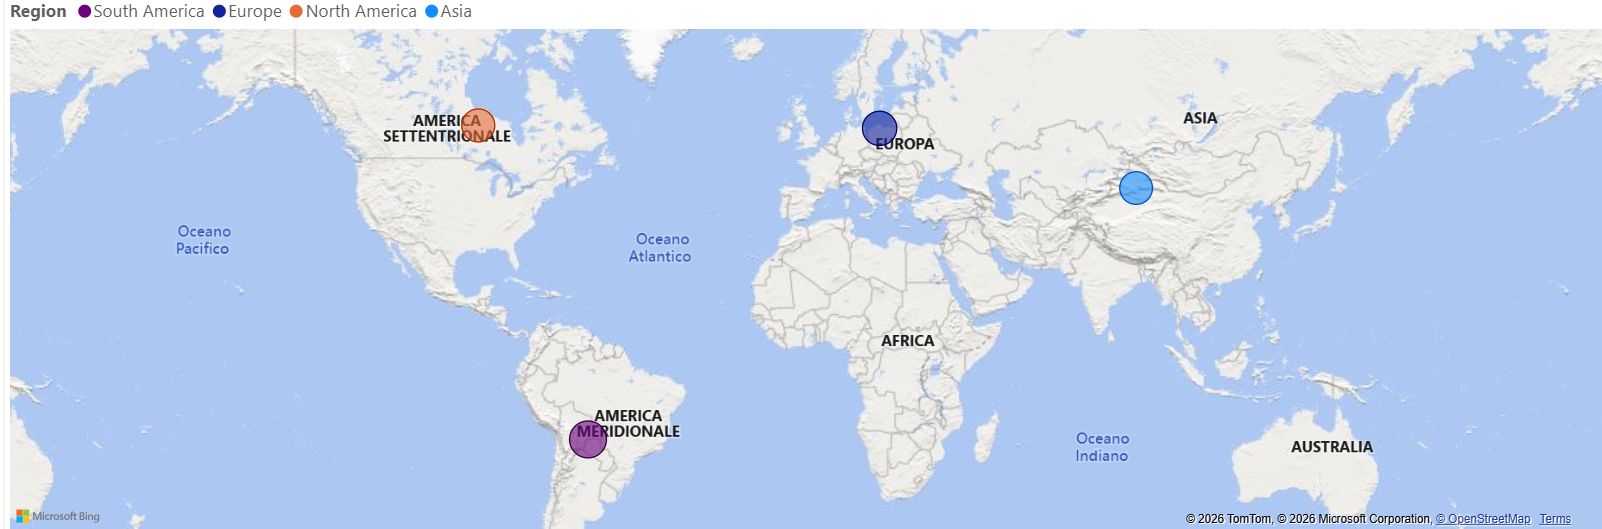 Region South America Europe North America Asia
AMERICA
SETTENTRIONALE
EUROPA
ASIA
Oceano
Pacifico
Oceano
Atlantico
AFRICA
AMERICA
MERIDIONALE
Oceano
Indiano
AUSTRALIA
Microsoft Bing
© 2026 TomTom, © 2026 Microsoft Corporation, © OpenStreetMap Terms